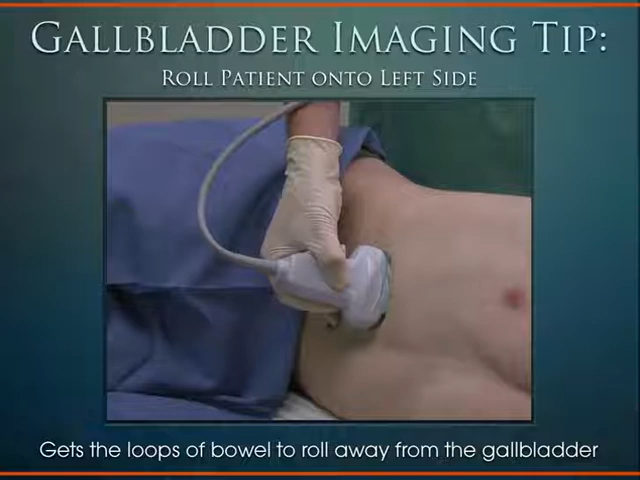 Gallbladder Imaging Tip:
Roll Patient onto Left Side
Gets the loops of bowel to roll away from the gallbladder